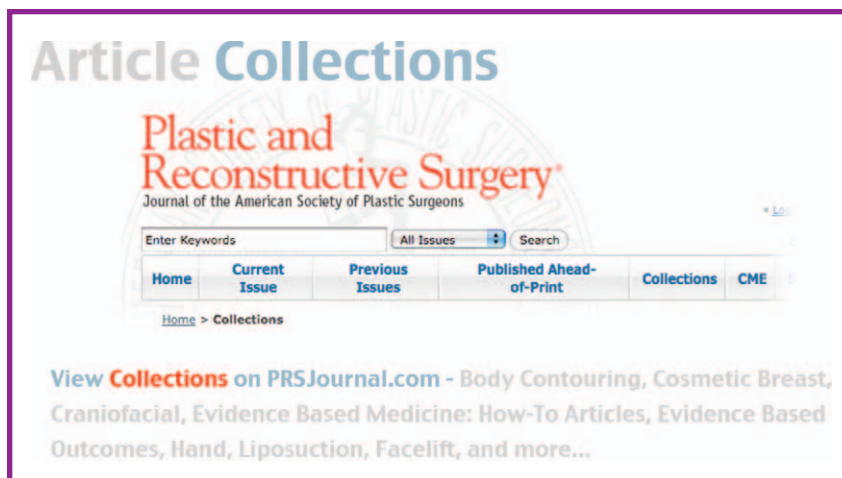 Article Collections
Plastic and
Reconstructive Surgery®
Journal of the American Society of Plastic Surgeons
Enter Keywords All Issues Search
Home Current Issue Previous Issues Published Ahead-of-Print Collections CME
Home > Collections
View Collections on PRSJournal.com - Body Contouring, Cosmetic Breast,
Craniofacial, Evidence Based Medicine: How-To Articles, Evidence Based
Outcomes, Hand, Liposuction, Facelift, and more...